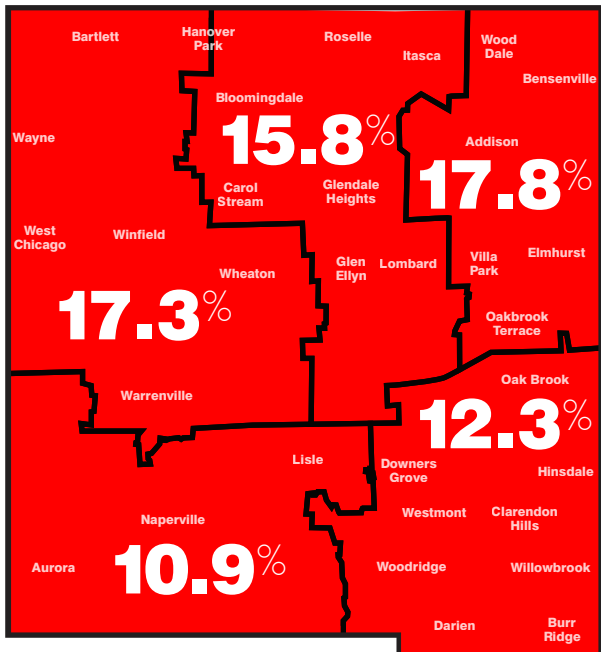 Bartlett
Hanover
Park
Roselle
Itasca
Wood
Dale
Bensenville
Bloomingdale
15.8%
Wayne
Addison
17.8%
Carol
Stream
Glendale
Heights
West
Chicago
Winfield
Wheaton
17.3%
Glen
Ellyn
Lombard
Villa
Park
Elmhurst
Oakbrook
Terrace
Warrenville
Oak Brook
12.3%
Lisle
Downers
Grove
Hinsdale
Naperville
Westmont
Clarendon
Hills
Aurora
10.9%
Woodridge
Willowbrook
Darien
Burr
Ridge